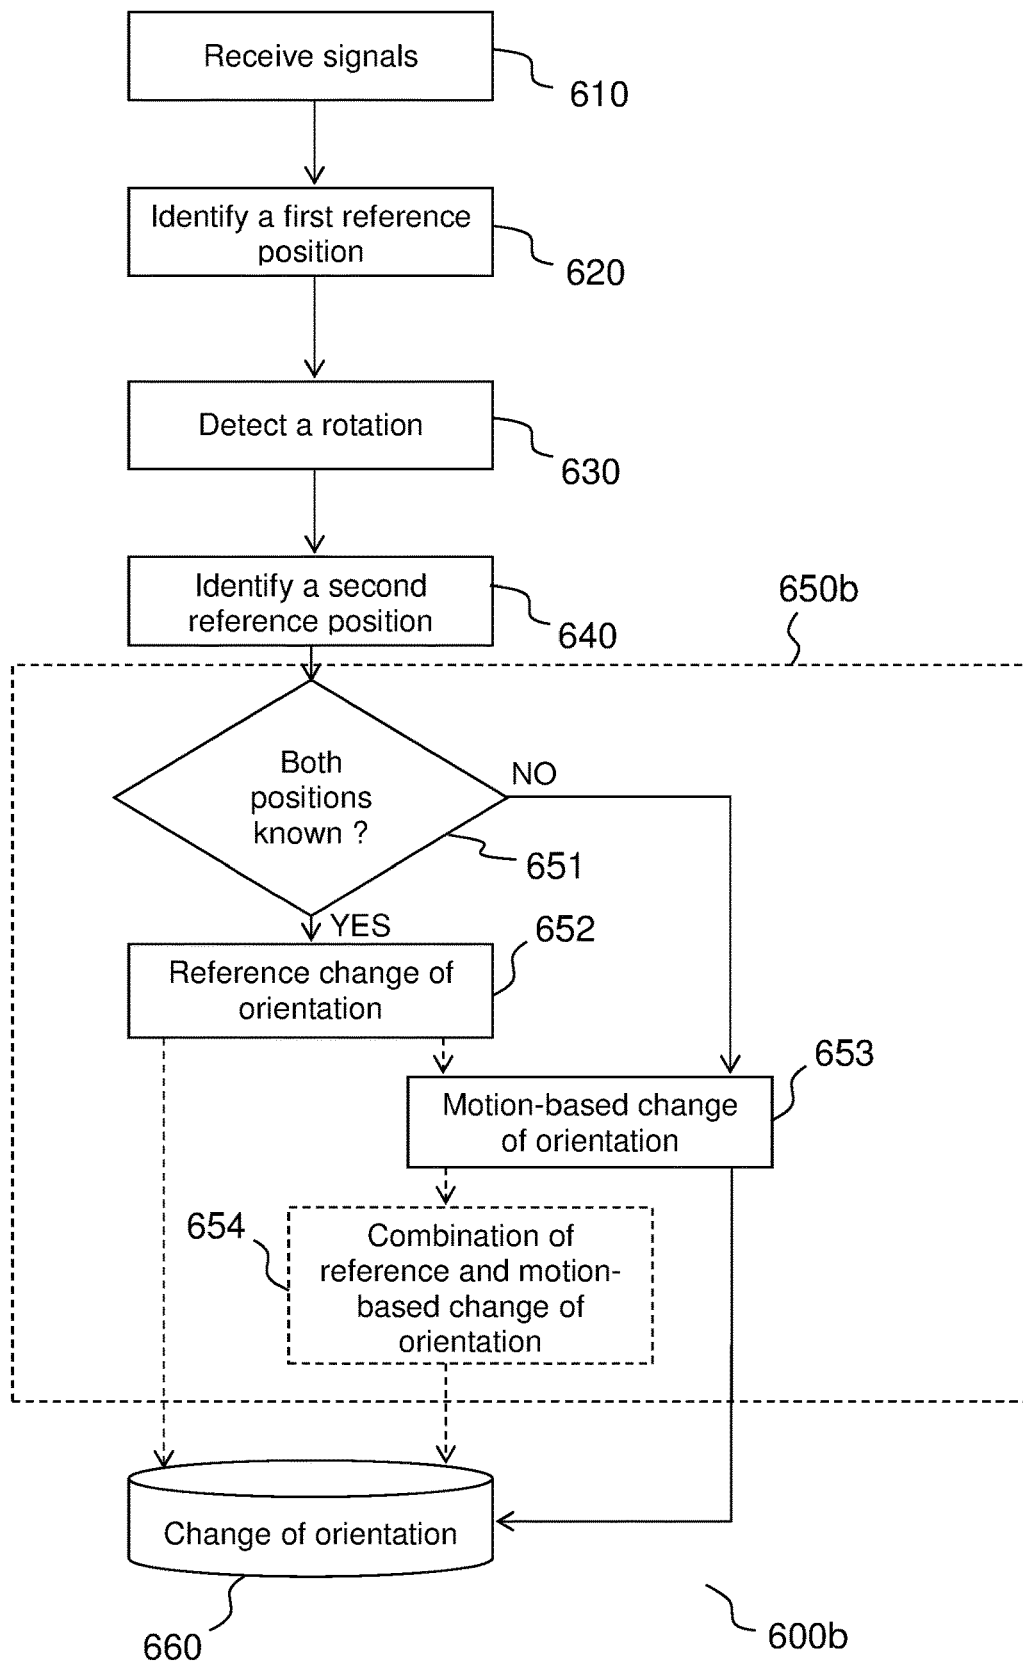 Receive signals
610
Identify a first reference
position
620
Detect a rotation
630
Identify a second
reference position
640
650b
Both
positions
known ?
NO
651
YES
652
Reference change of
orientation
653
Motion-based change
of orientation
654
Combination of
reference and motion-
based change of
orientation
Change of orientation
660
600b